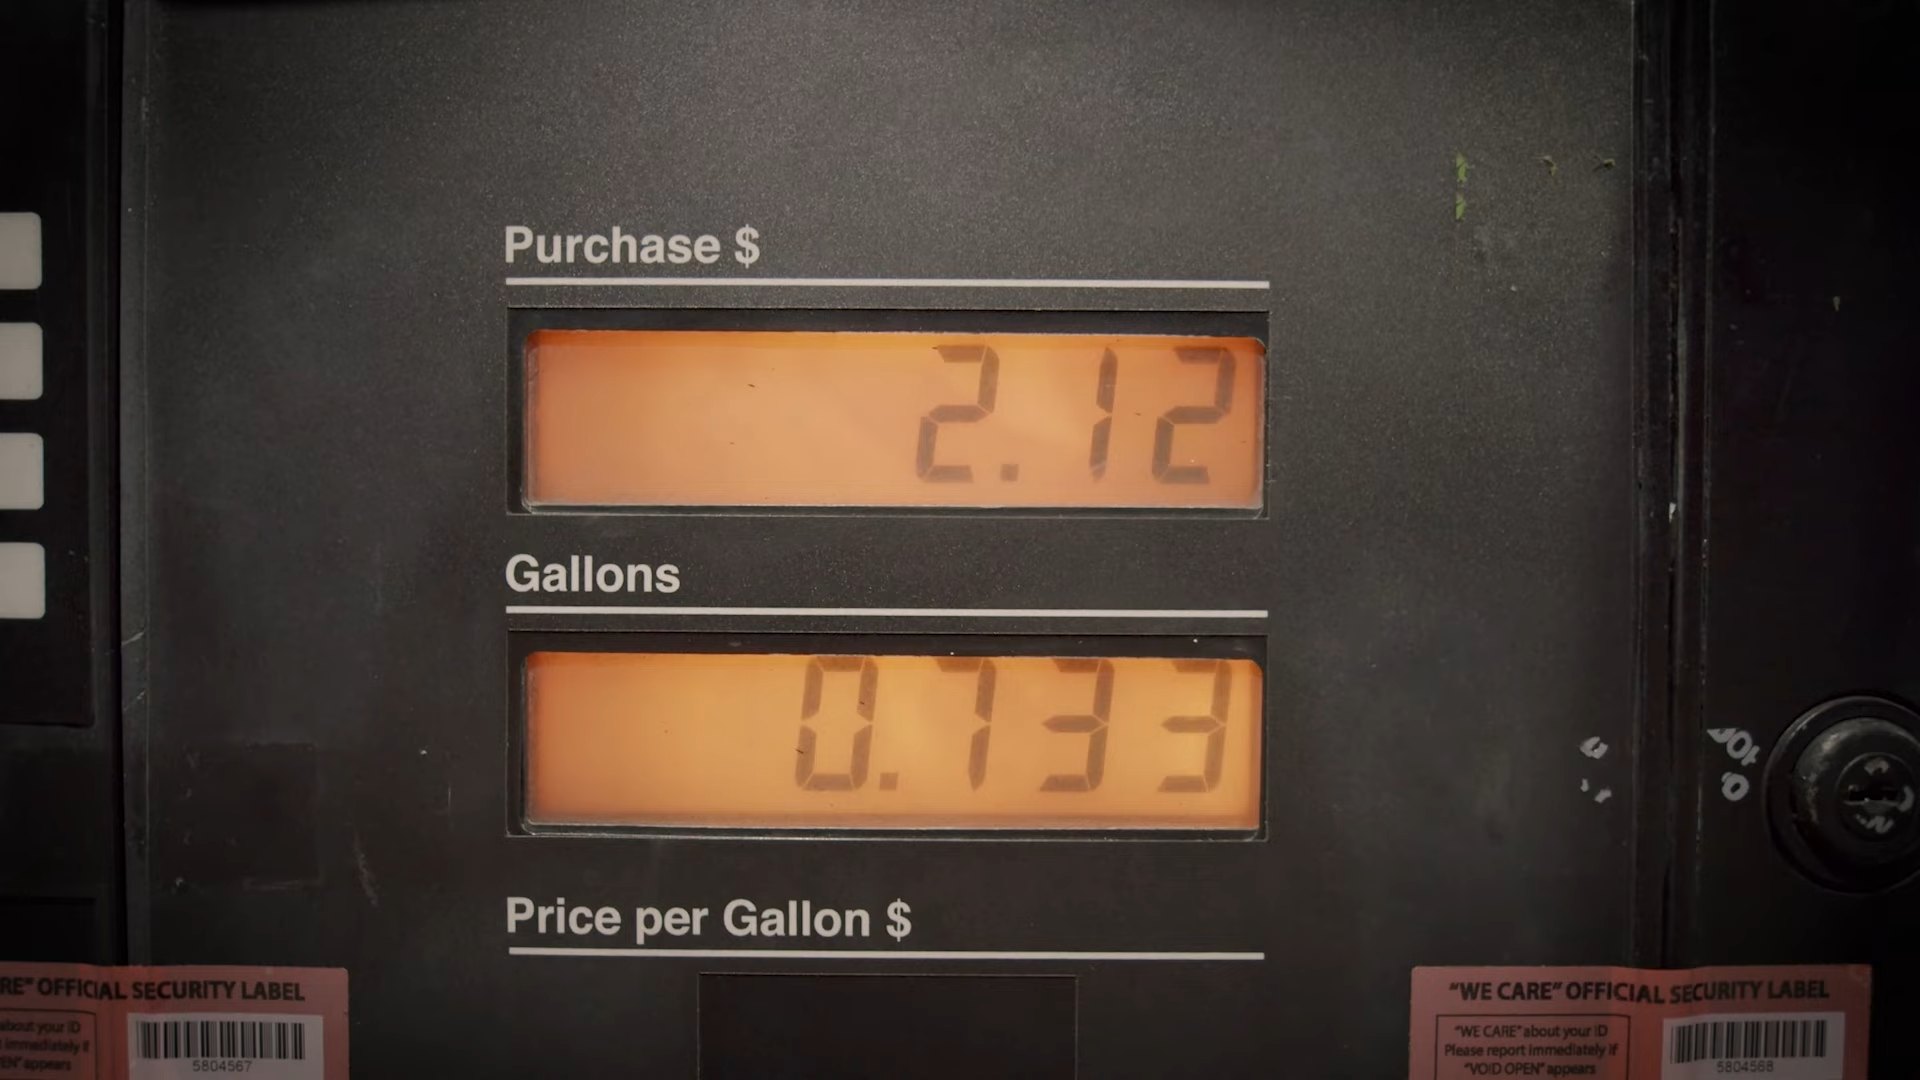 Purchase $
2.12
Gallons
0.733
Price per Gallon $
RE" OFFICIAL SECURITY LABEL
about your ID
immediately if
EN" appears
5804567
"WE CARE" OFFICIAL SECURITY LABEL
"WE CARE" about your ID
Please report immediately if
"VOID OPEN" appears
5804568